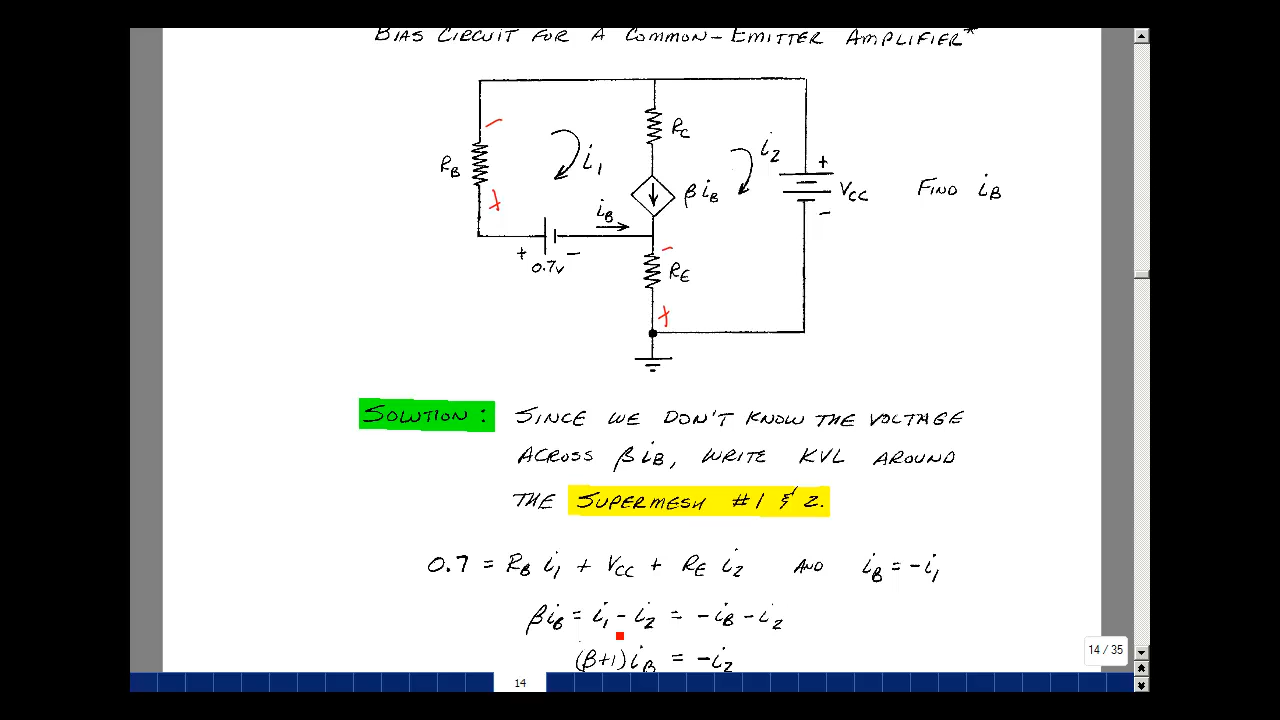 BIAS CIRCUIT FOR A COMMON-EMITTER AMPLIFIER*
RC
i1
i2
RB
+
βiB
VCC
FIND iB
-
iB
+ 0.7V -
RE
SOLUTION: SINCE WE DON'T KNOW THE VOLTAGE
ACROSS βiB, WRITE KVL AROUND
THE SUPERMESH #1 & 2.
0.7 = RB i1 + VCC + RE i2 AND iB = -i1
βiB = i1 - i2 = -iB - i2
(β+1)iB = -i2
14 / 35
14